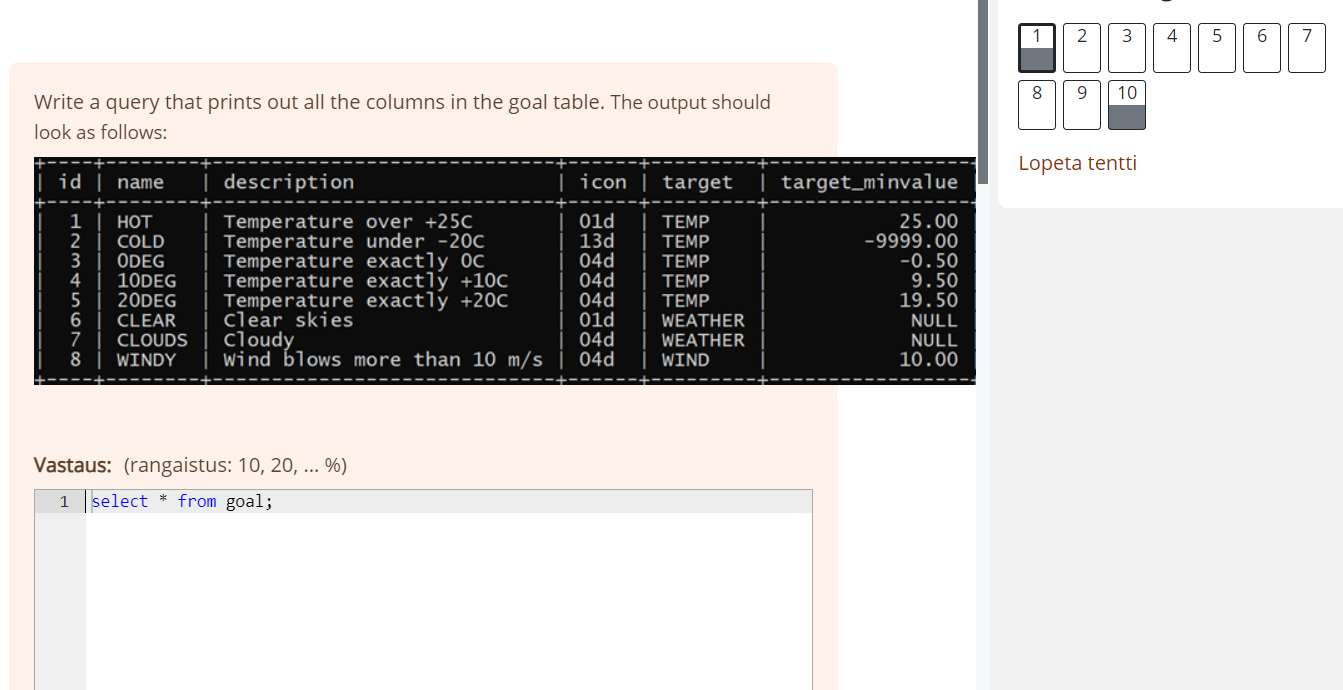 Write a query that prints out all the columns in the goal table. The output should
look as follows:
+----+---------+--------------------------------+------+---------+-----------------
| id | name | description | icon | target | target_minvalue
+----+---------+--------------------------------+------+---------+-----------------
| 1 | HOT | Temperature over +25C | 01d | TEMP | 25.00
| 2 | COLD | Temperature under -20C | 13d | TEMP | -9999.00
| 3 | 0DEG | Temperature exactly 0C | 04d | TEMP | -0.50
| 4 | 10DEG | Temperature exactly +10C | 04d | TEMP | 9.50
| 5 | 20DEG | Temperature exactly +20C | 04d | TEMP | 19.50
| 6 | CLEAR | Clear skies | 01d | WEATHER | NULL
| 7 | CLOUDS | Cloudy | 04d | WEATHER | NULL
| 8 | WINDY | Wind blows more than 10 m/s | 04d | WIND | 10.00
+----+---------+--------------------------------+------+---------+-----------------
Vastaus: (rangaistus: 10, 20, ... %)
1 select * from goal;
1 2 3 4 5 6 7
8 9 10
Lopeta tentti